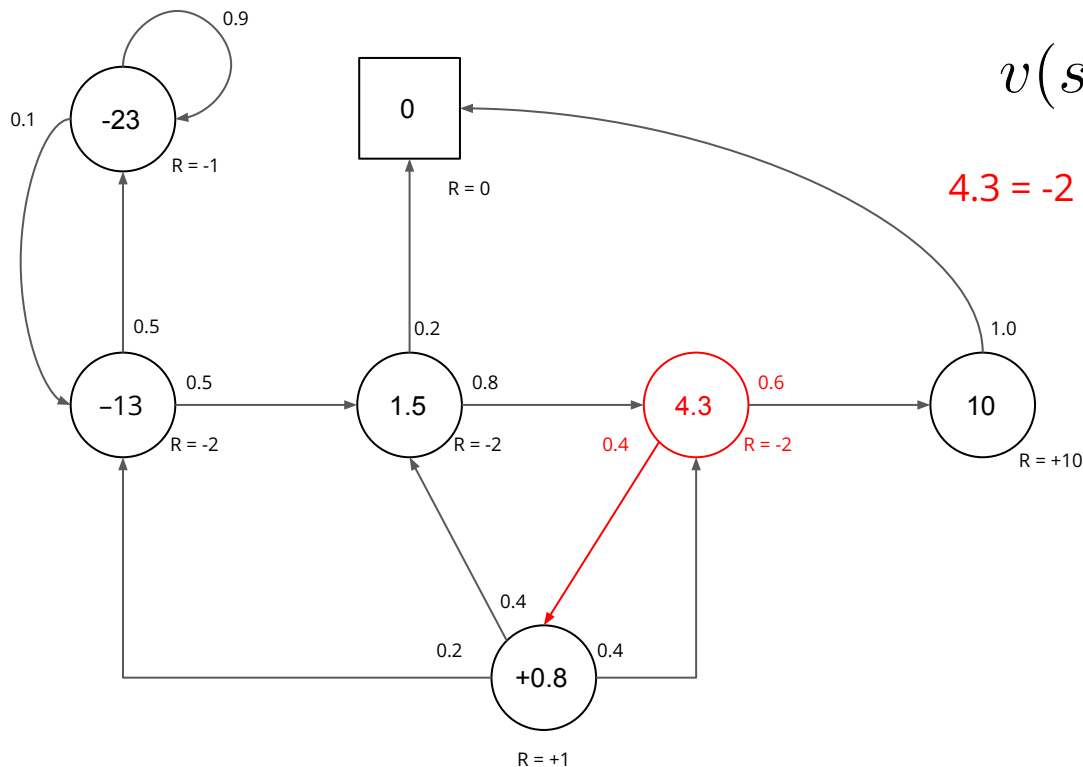 0.9
v(s
-23
0
0.1
R = -1
R = 0
4.3 = -2
0.5
0.2
1.0
0.5
0.8
0.6
–13
1.5
4.3
10
R = -2
R = -2
0.4
R = -2
R = +10
0.4
0.2
0.4
+0.8
R = +1